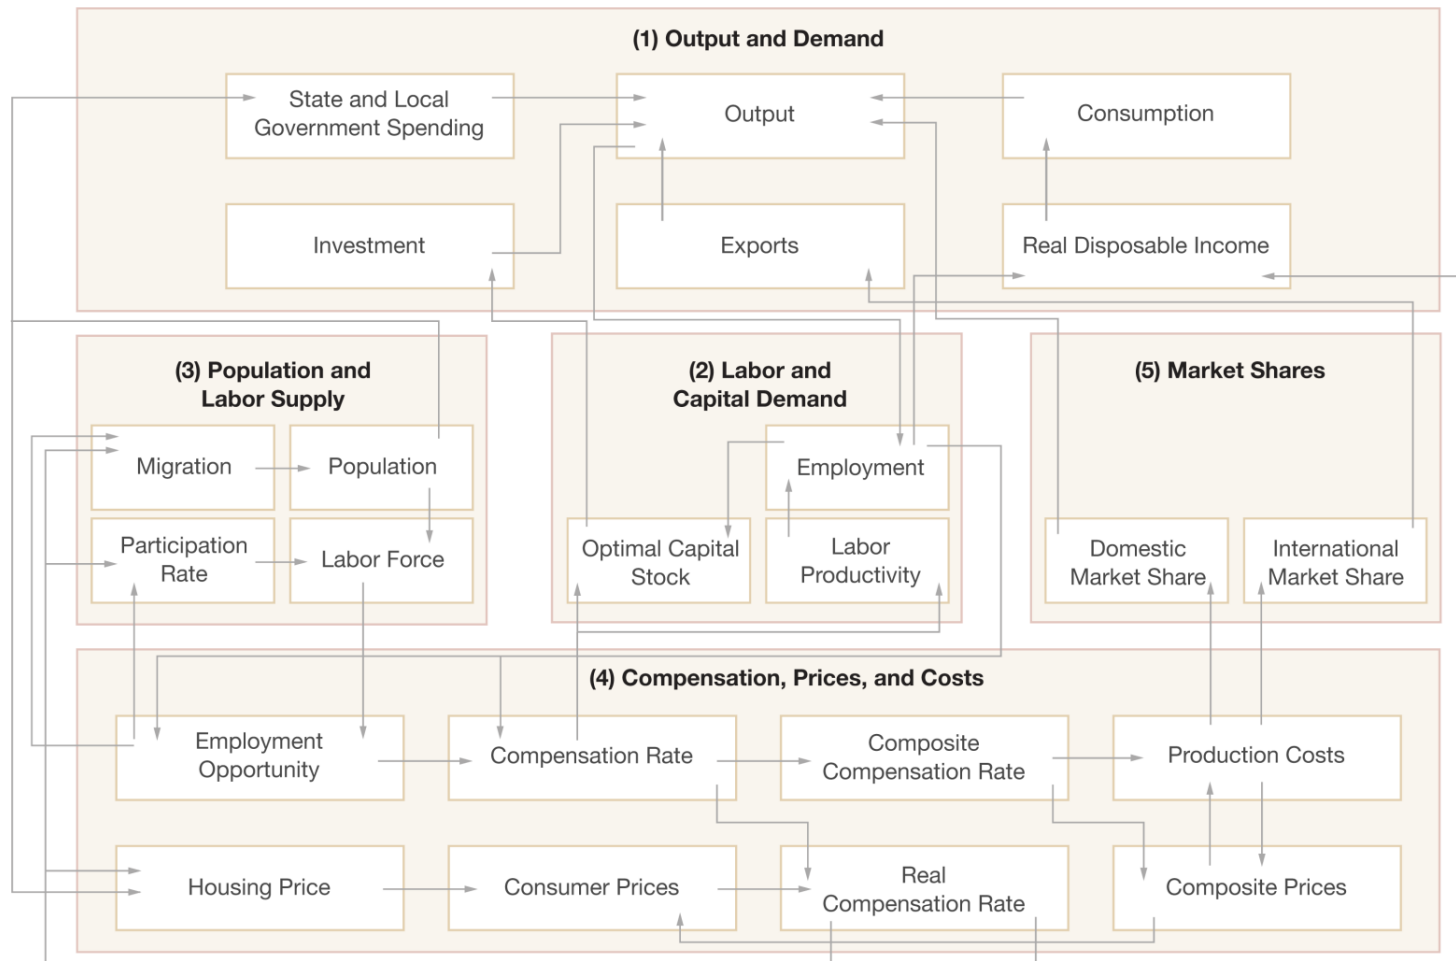 (1) Output and Demand
State and Local
Government Spending
Output
Consumption
Investment
Exports
Real Disposable Income
(3) Population and
Labor Supply
Migration
Population
Participation
Rate
Labor Force
(2) Labor and
Capital Demand
Employment
Optimal Capital
Stock
Labor
Productivity
(5) Market Shares
Domestic
Market Share
International
Market Share
(4) Compensation, Prices, and Costs
Employment
Opportunity
Compensation Rate
Composite
Compensation Rate
Production Costs
Housing Price
Consumer Prices
Real
Compensation Rate
Composite Prices